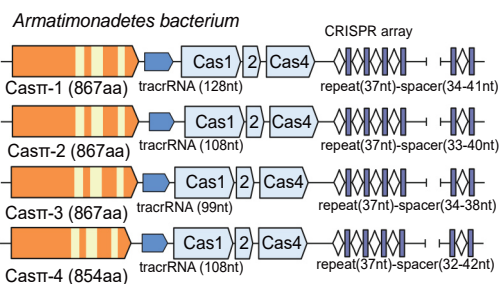 Armatimonadetes bacterium
CRISPR array
Cas1 2 Cas4
Casπ-1 (867aa) tracrRNA (128nt) repeat(37nt)-spacer(34-41nt)
Cas1 2 Cas4
Casπ-2 (867aa) tracrRNA (108nt) repeat(37nt)-spacer(33-40nt)
Cas1 2 Cas4
Casπ-3 (867aa) tracrRNA (99nt) repeat(37nt)-spacer(34-38nt)
Cas1 2 Cas4
Casπ-4 (854aa) tracrRNA (108nt) repeat(37nt)-spacer(32-42nt)